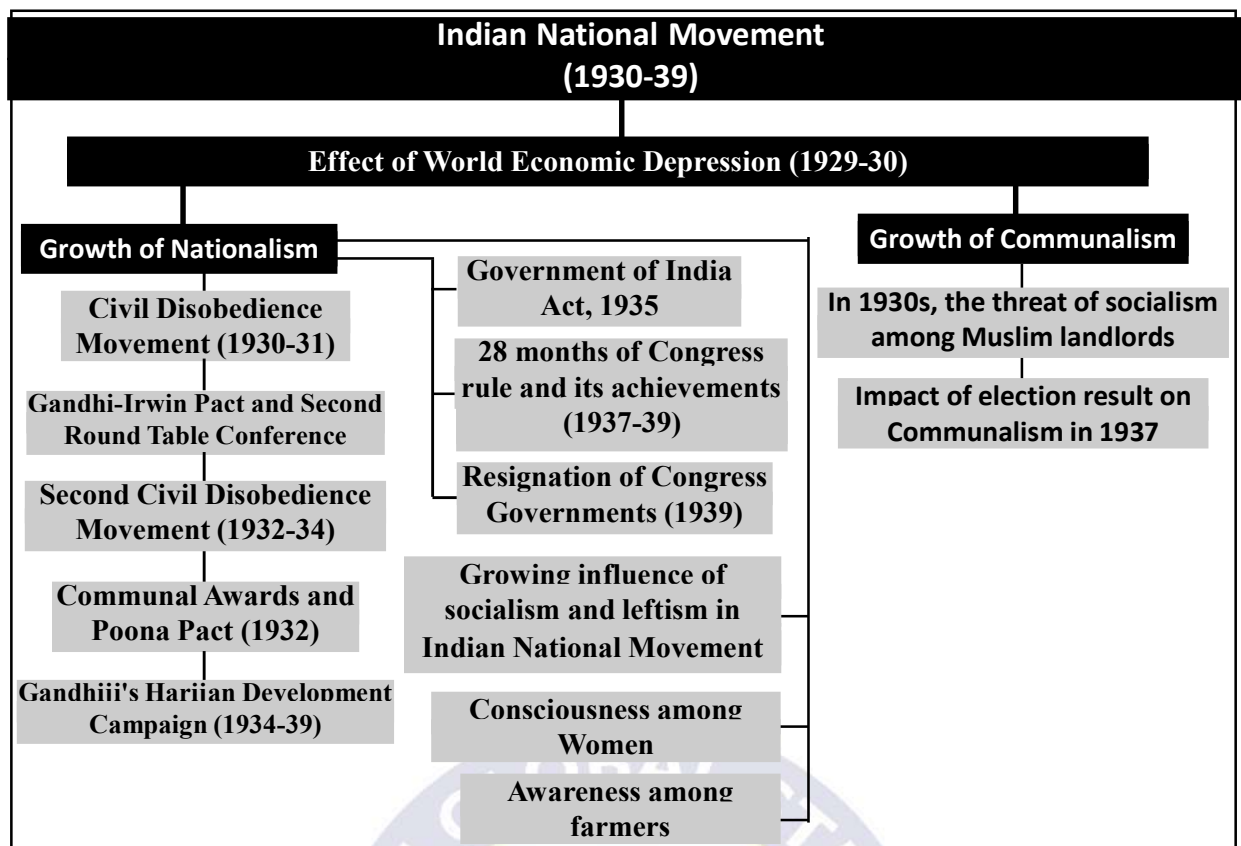 Indian National Movement
(1930-39)
Effect of World Economic Depression (1929-30)
Growth of Nationalism
Civil Disobedience
Movement (1930-31)
Gandhi-Irwin Pact and Second
Round Table Conference
Second Civil Disobedience
Movement (1932-34)
Communal Awards and
Poona Pact (1932)
Gandhiji's Harijan Development
Campaign (1934-39)
Government of India
Act, 1935
28 months of Congress
rule and its achievements
(1937-39)
Resignation of Congress
Governments (1939)
Growing influence of
socialism and leftism in
Indian National Movement
Consciousness among
Women
Awareness among
farmers
Growth of Communalism
In 1930s, the threat of socialism
among Muslim landlords
Impact of election result on
Communalism in 1937